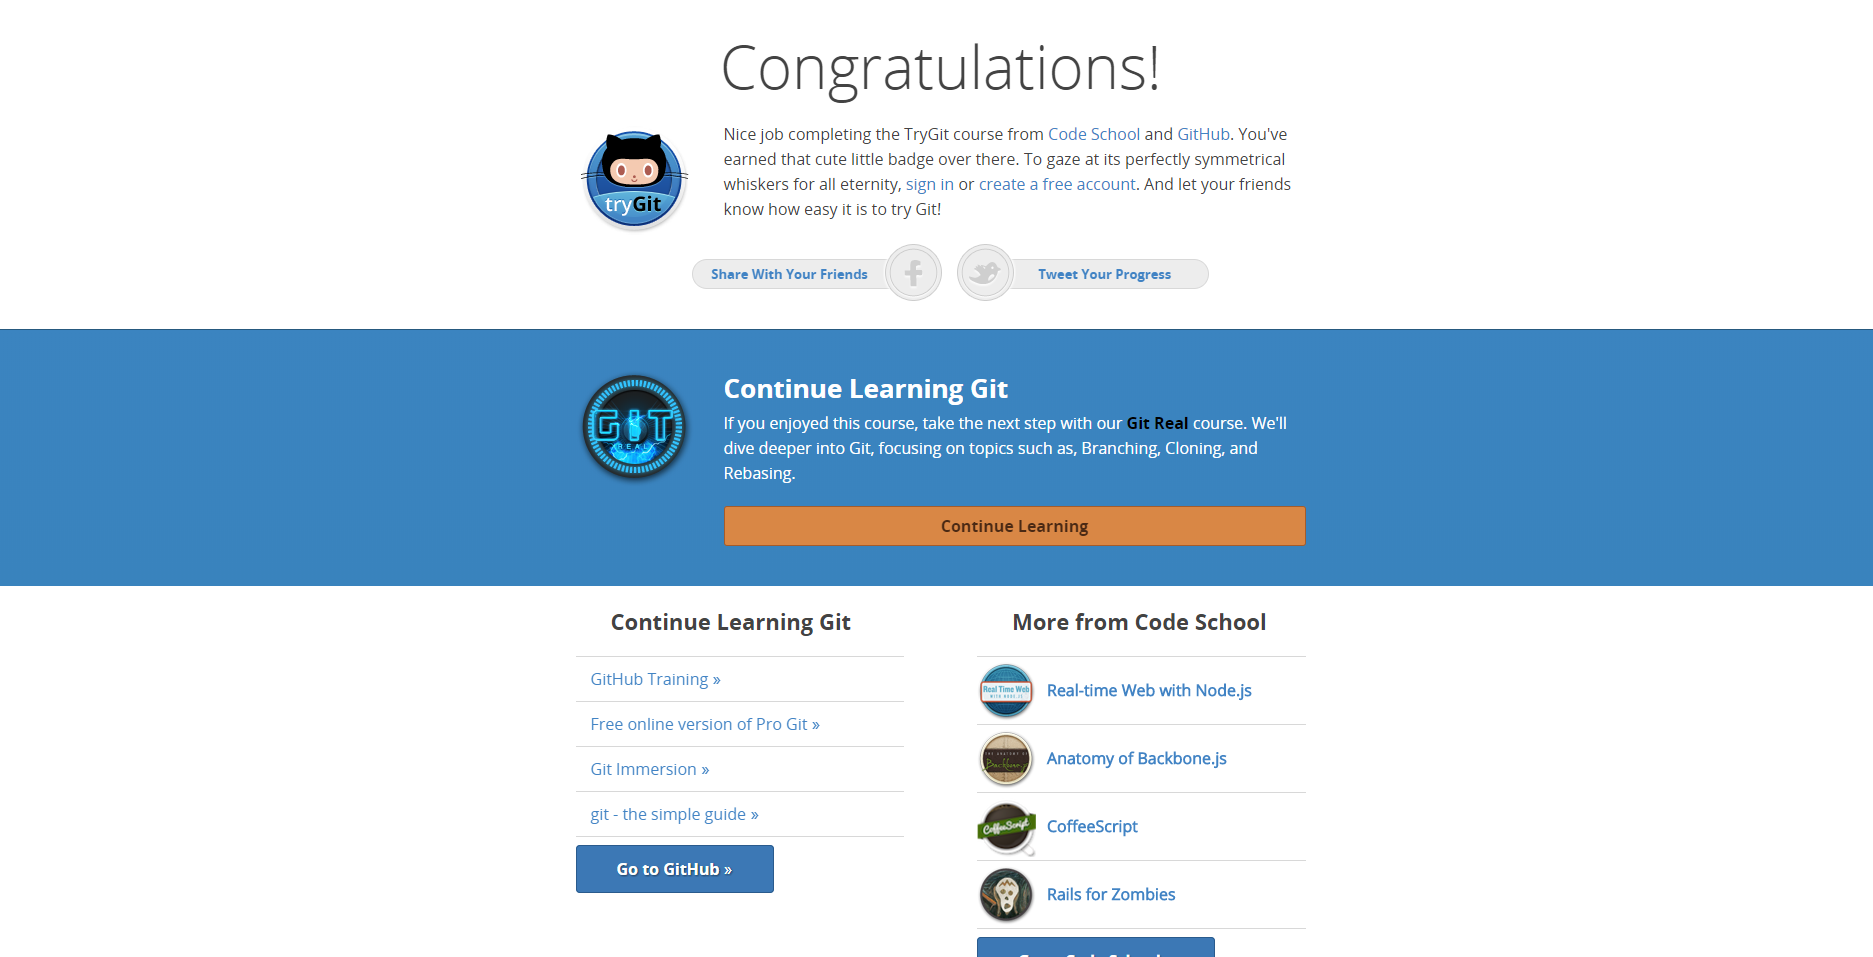 Congratulations!
Nice job completing the TryGit course from Code School and GitHub. You've
earned that cute little badge over there. To gaze at its perfectly symmetrical
whiskers for all eternity, sign in or create a free account. And let your friends
know how easy it is to try Git!
tryGit
Share With Your Friends
Tweet Your Progress
GIT
REAL
Continue Learning Git
If you enjoyed this course, take the next step with our Git Real course. We'll
dive deeper into Git, focusing on topics such as, Branching, Cloning, and
Rebasing.
Continue Learning
Continue Learning Git
GitHub Training »
Free online version of Pro Git »
Git Immersion »
git - the simple guide »
Go to GitHub »
More from Code School
Real Time Web
WITH NODE.JS
Real-time Web with Node.js
THE ANATOMY OF
Backbone.js
Anatomy of Backbone.js
CoffeeScript
CoffeeScript
Rails for Zombies